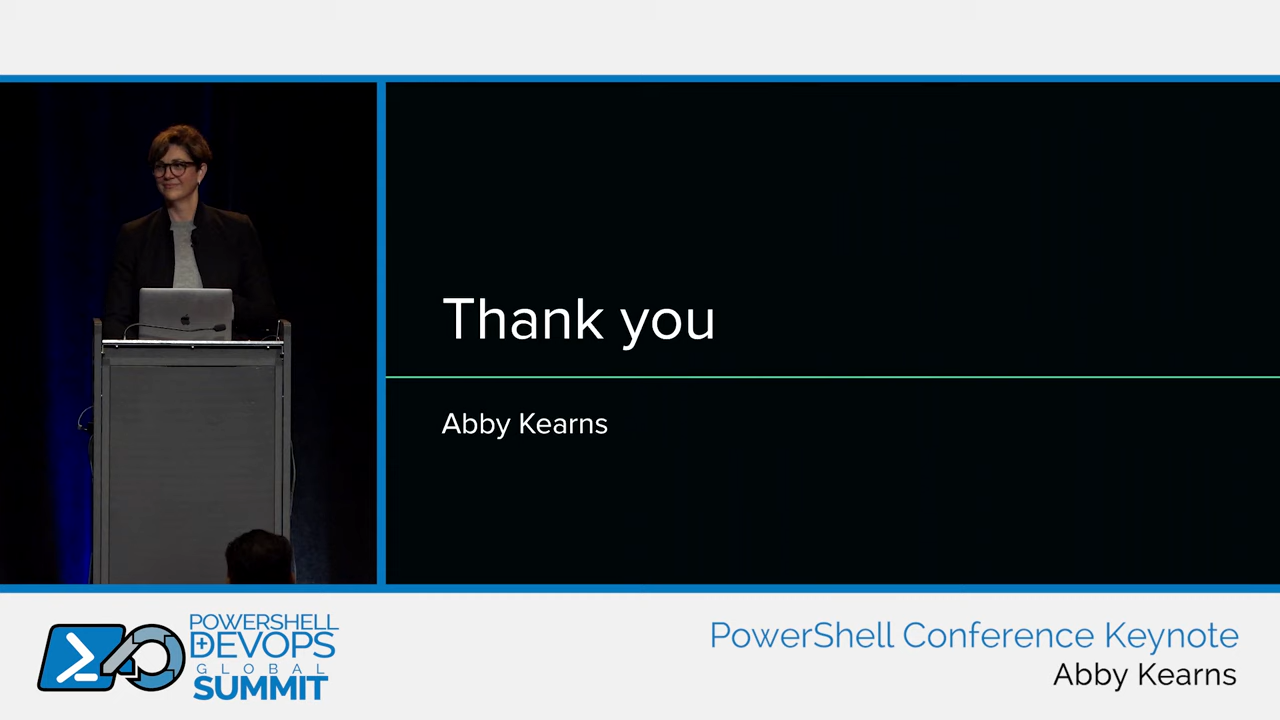 Thank you
Abby Kearns
POWERSHELL
+DEVOPS
GLOBAL
SUMMIT
PowerShell Conference Keynote
Abby Kearns